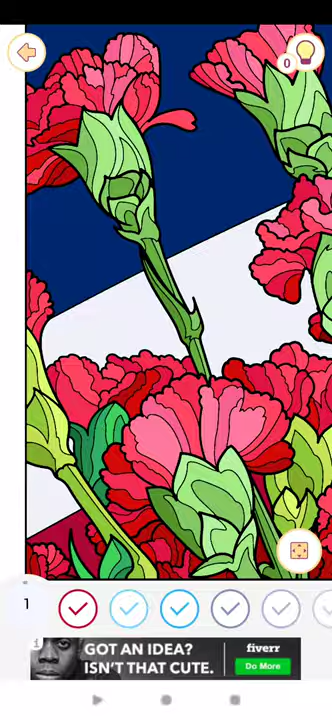 0
1
GOT AN IDEA?
ISN'T THAT CUTE.
fiverr
Do More